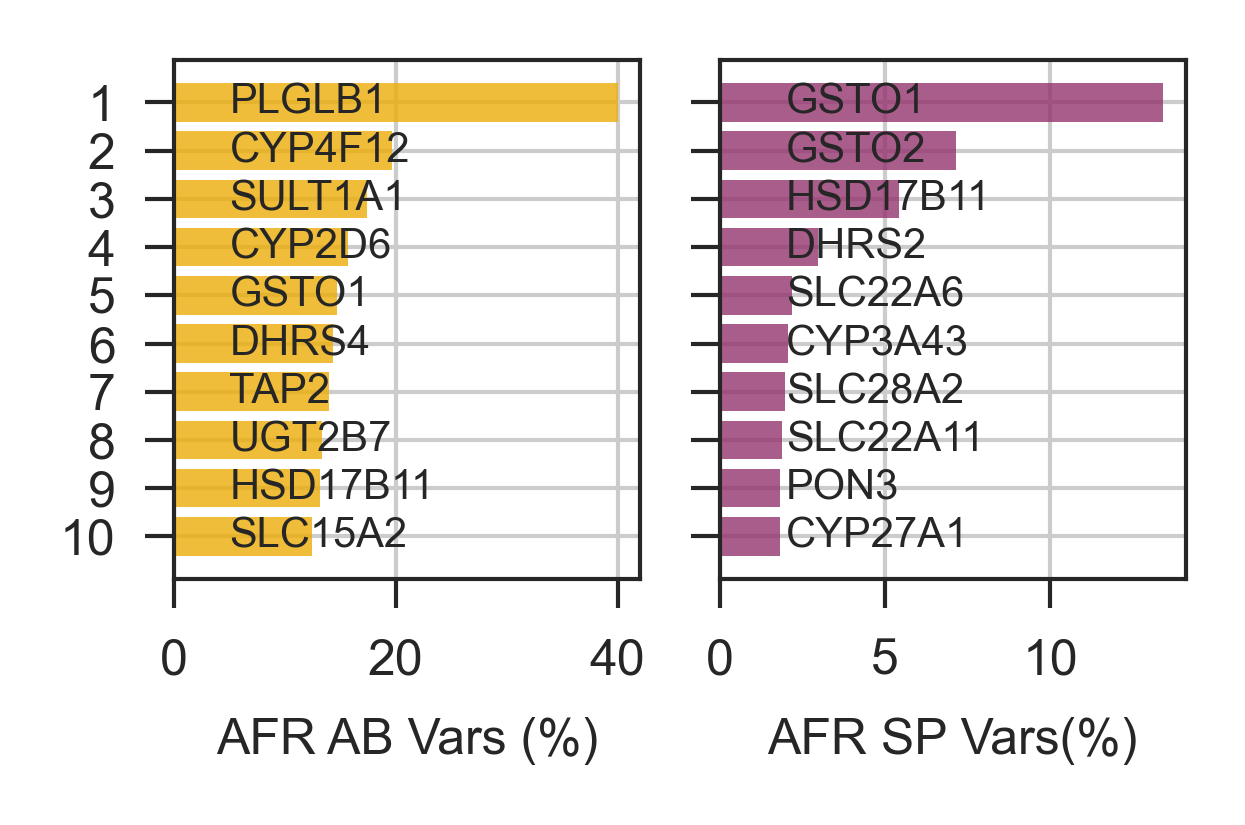 1
2
3
4
5
6
7
8
9
10
PLGLB1
CYP4F12
SULT1A1
CYP2D6
GSTO1
DHRS4
TAP2
UGT2B7
HSD17B11
SLC15A2
0 20 40
AFR AB Vars (%)
GSTO1
GSTO2
HSD17B11
DHRS2
SLC22A6
CYP3A43
SLC28A2
SLC22A11
PON3
CYP27A1
0 5 10
AFR SP Vars(%)